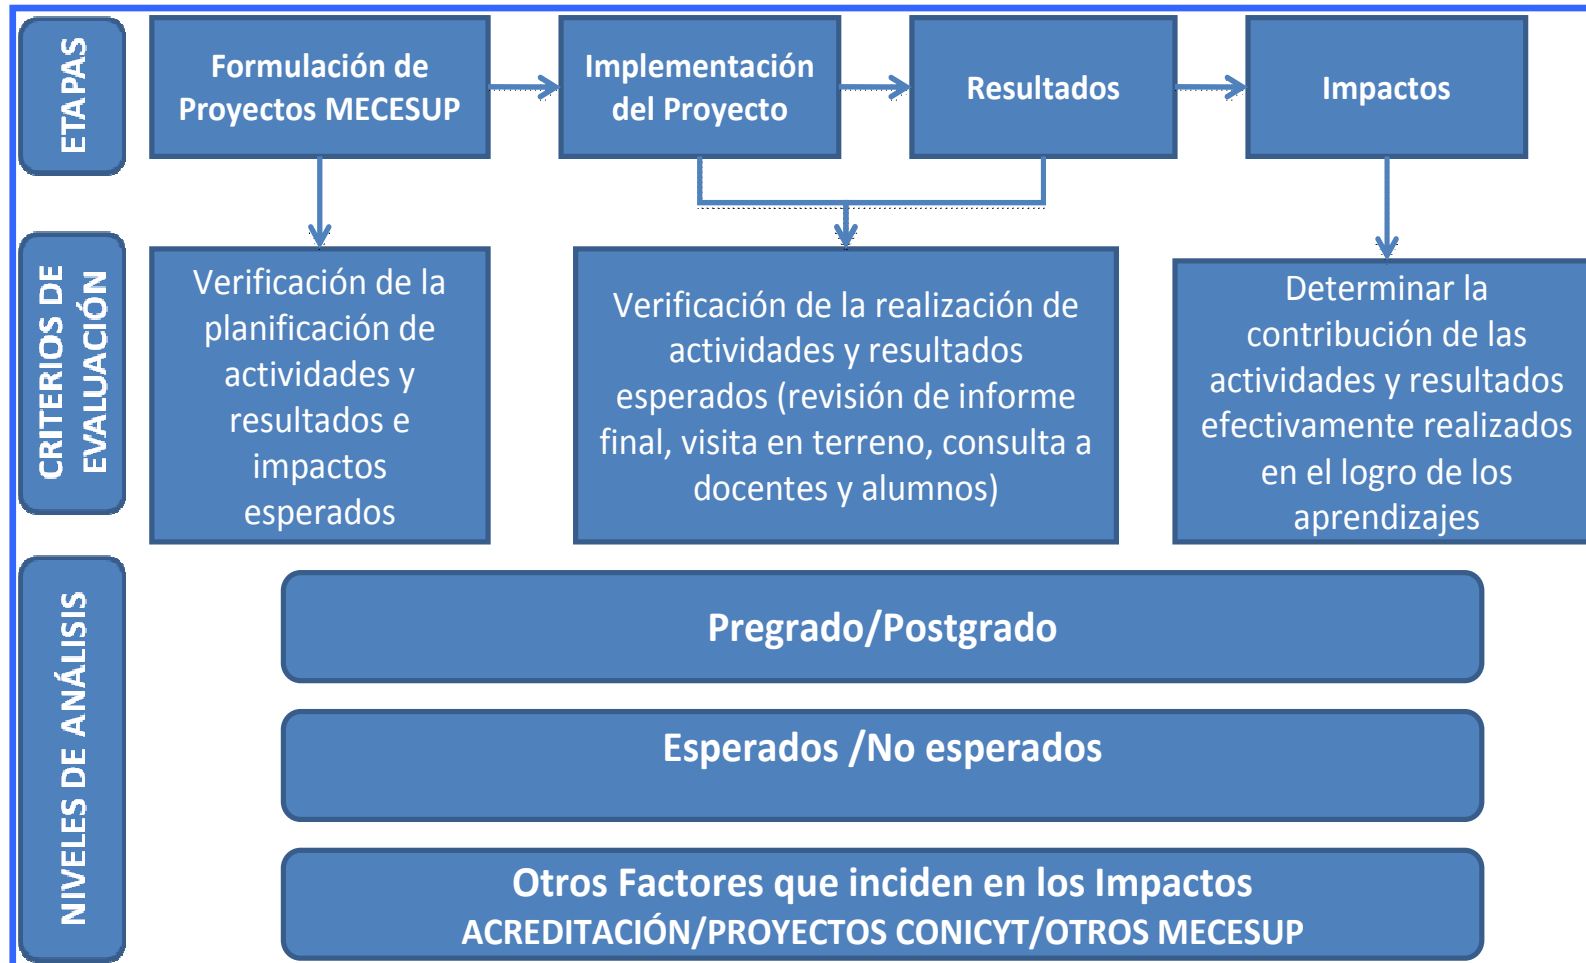 ETAPAS
Formulación de
Proyectos MECESUP
Implementación
del Proyecto
Resultados
Impactos
CRITERIOS DE
EVALUACIÓN
Verificación de la
planificación de
actividades y
resultados e
impactos
esperados
Verificación de la realización de
actividades y resultados
esperados (revisión de informe
final, visita en terreno, consulta a
docentes y alumnos)
Determinar la
contribución de las
actividades y resultados
efectivamente realizados
en el logro de los
aprendizajes
NIVELES DE ANÁLISIS
Pregrado/Postgrado
Esperados /No esperados
Otros Factores que inciden en los Impactos
ACREDITACIÓN/PROYECTOS CONICYT/OTROS MECESUP